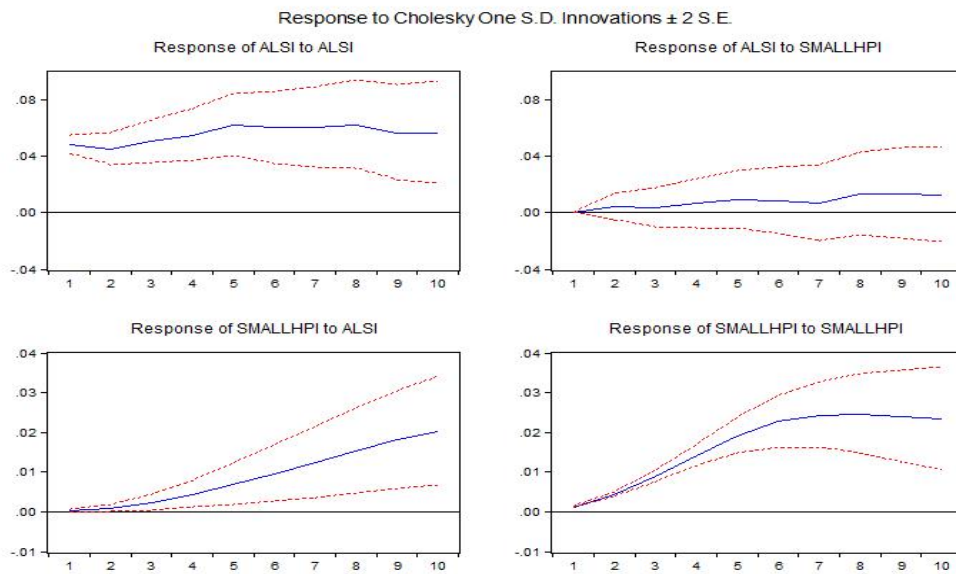 Response to Cholesky One S.D. Innovations ± 2 S.E.
Response of ALSI to ALSI
.08
.04
.00
-.04
1 2 3 4 5 6 7 8 9 10
Response of ALSI to SMALLHPI
.08
.04
.00
-.04
1 2 3 4 5 6 7 8 9 10
Response of SMALLHPI to ALSI
.04
.03
.02
.01
.00
-.01
1 2 3 4 5 6 7 8 9 10
Response of SMALLHPI to SMALLHPI
.04
.03
.02
.01
.00
-.01
1 2 3 4 5 6 7 8 9 10